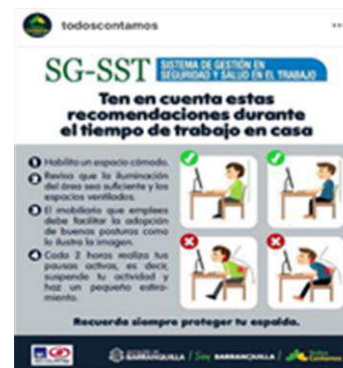 todoscontamos
SG-SST SISTEMA DE GESTIÓN EN
SEGURIDAD Y SALUD EN EL TRABAJO
Ten en cuenta estas
recomendaciones durante
el tiempo de trabajo en casa
1 Habilita un espacio cómodo.
2 Revisa que la iluminación
del área sea suficiente y los
espacios ventilados.
3 El mobiliario que emplees
debe facilitar la adopción
de buenas posturas como
lo ilustra la imagen.
4 Cada 2 horas realiza tus
pausas activas, es decir,
suspende tu actividad y
haz un pequeño estira-
miento.
Recuerda siempre proteger tu espalda.
BARRANQUILLA / Soy BARRANQUILLA / Todos
Contamos